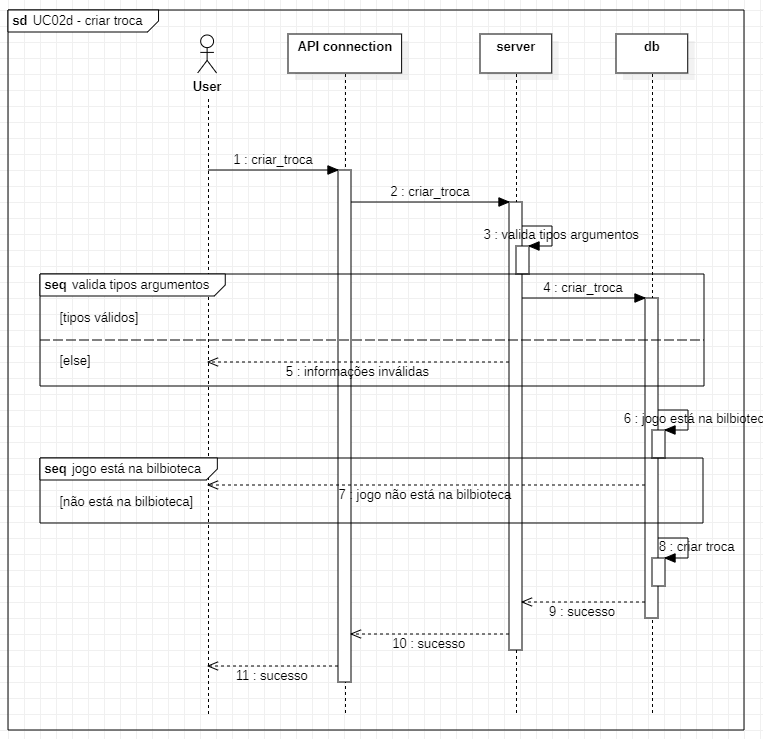 sd UC02d - criar troca
API connection
server
db
User
1 : criar_troca
2 : criar_troca
3 : valida tipos argumentos
seq valida tipos argumentos
4 : criar_troca
[tipos válidos]
[else]
5 : informações inválidas
6 : jogo está na bilbiotec
seq jogo está na bilbioteca
7 : jogo não está na bilbioteca
[não está na bilbioteca]
8 : criar troca
9 : sucesso
10 : sucesso
11 : sucesso